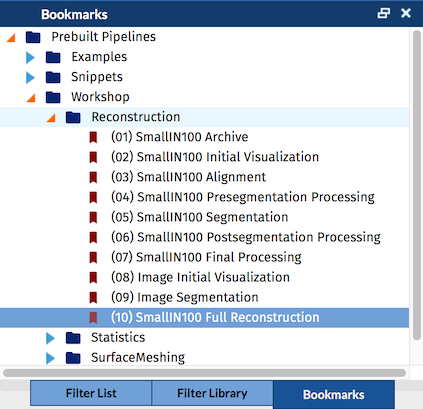 Bookmarks
Prebuilt Pipelines
Examples
Snippets
Workshop
Reconstruction
(01) SmallIN100 Archive
(02) SmallIN100 Initial Visualization
(03) SmallIN100 Alignment
(04) SmallIN100 Presegmentation Processing
(05) SmallIN100 Segmentation
(06) SmallIN100 Postsegmentation Processing
(07) SmallIN100 Final Processing
(08) Image Initial Visualization
(09) Image Segmentation
(10) SmallIN100 Full Reconstruction
Statistics
SurfaceMeshing
Filter List Filter Library Bookmarks